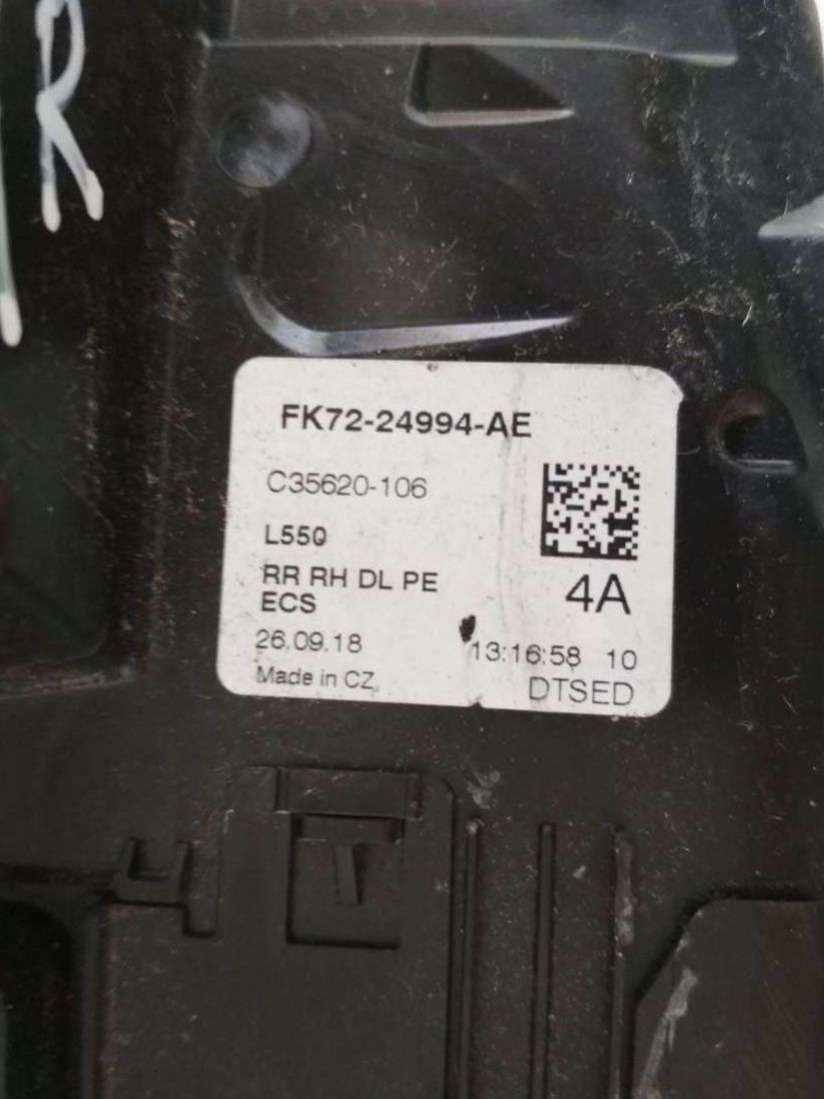 R
FK72-24994-AE
C35620-106
L550
RR RH DL PE
ECS
4A
26.09.18
13:16:58 10
Made in CZ
DTSED